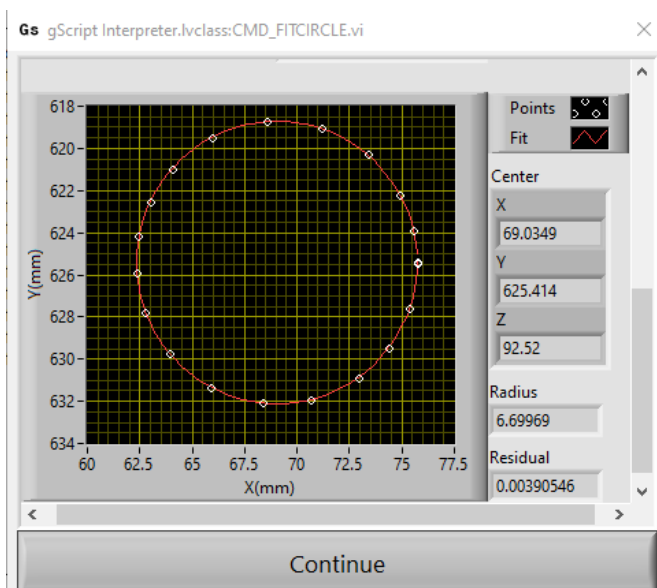 Gs gScript Interpreter.lvclass:CMD_FITCIRCLE.vi
618
620
622
624
626
628
630
632
634
Y(mm)
60 62.5 65 67.5 70 72.5 75 77.5
X(mm)
Points
Fit
Center
X
69.0349
Y
625.414
Z
92.52
Radius
6.69969
Residual
0.00390546
Continue